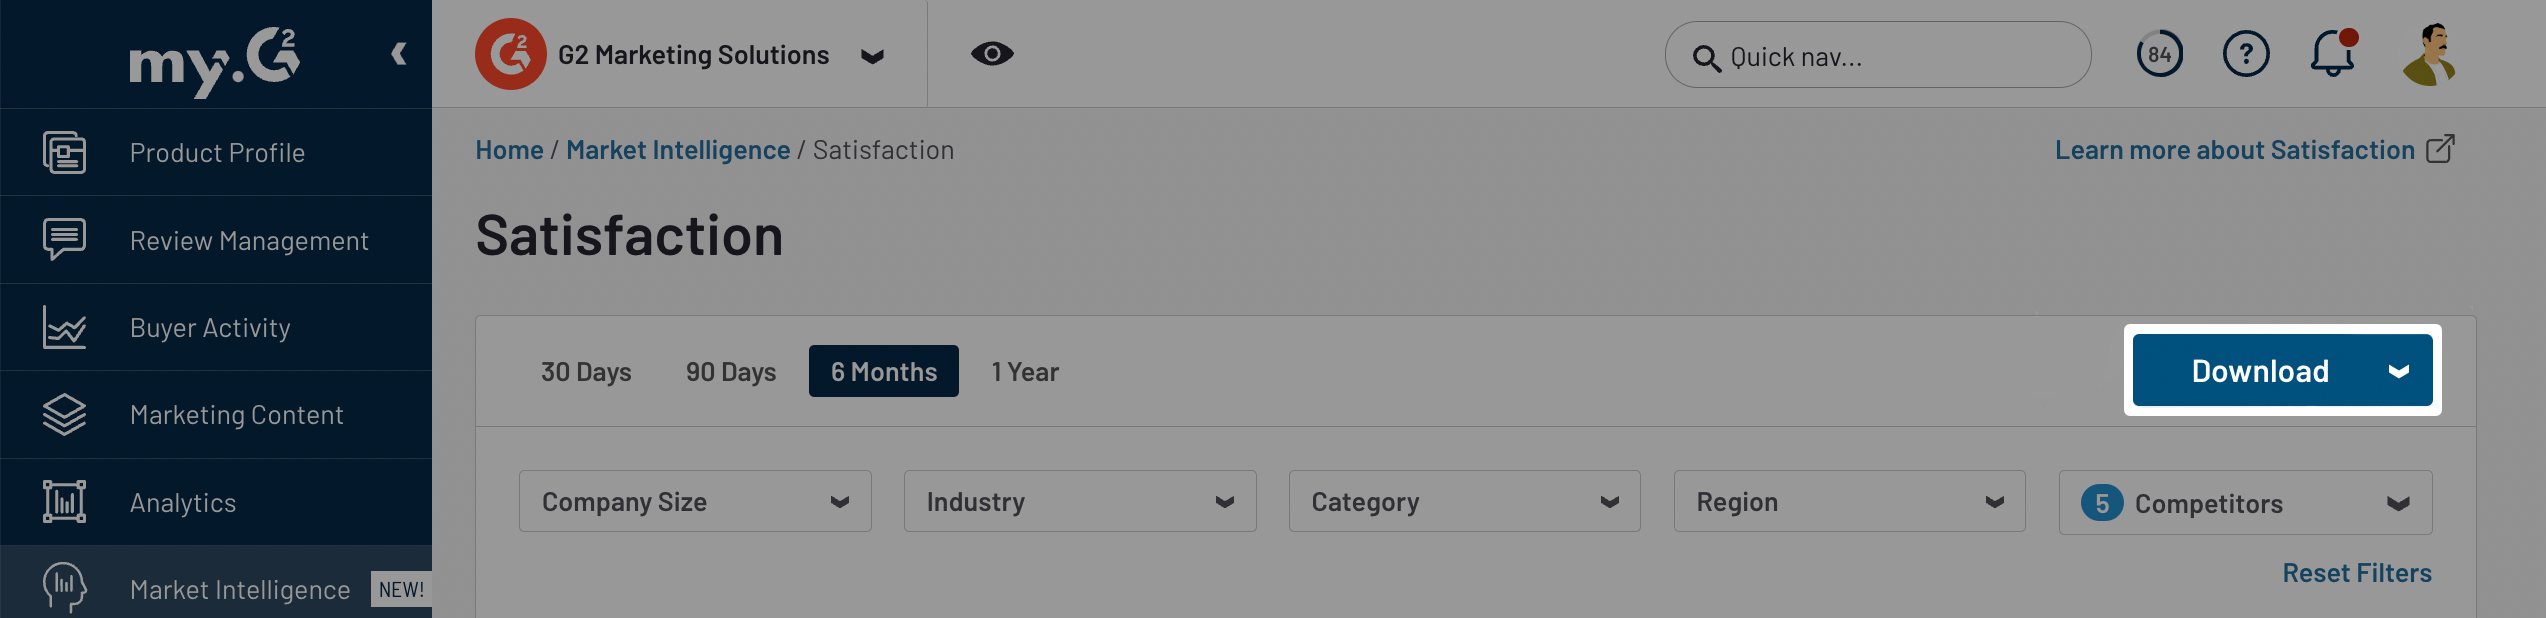 my.G2
G2 Marketing Solutions
Quick nav...
84
?
Product Profile
Review Management
Buyer Activity
Marketing Content
Analytics
Market Intelligence NEW!
Home / Market Intelligence / Satisfaction
Learn more about Satisfaction
Satisfaction
30 Days 90 Days 6 Months 1 Year
Download
Company Size Industry Category Region 5 Competitors
Reset Filters